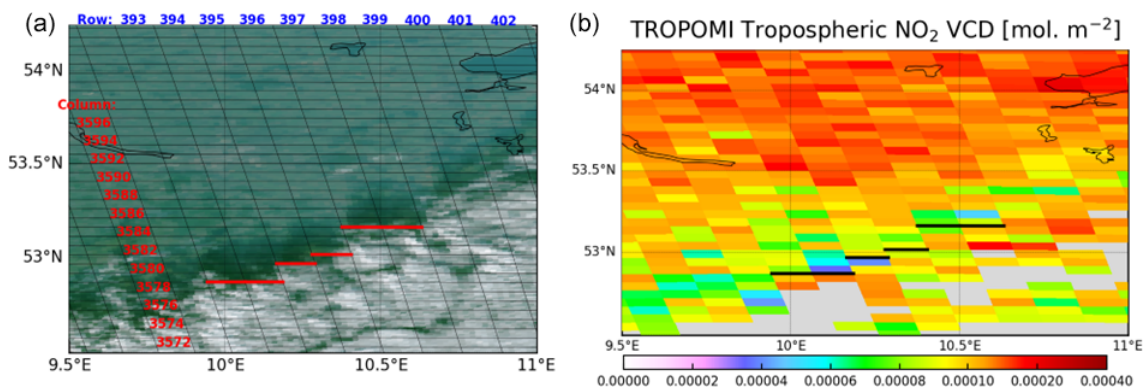 (a)
Row: 393 394 395 396 397 398 399 400 401 402
54°N
53.5°N
53°N
Column:
3596
3594
3592
3590
3588
3586
3584
3582
3580
3578
3576
3574
3572
9.5°E 10°E 10.5°E 11°E
(b) TROPOMI Tropospheric NO₂ VCD [mol. m⁻²]
54°N
53.5°N
53°N
9.5°E 10°E 10.5°E 11°E
0.00000 0.00002 0.00004 0.00006 0.00008 0.00010 0.00020 0.00040